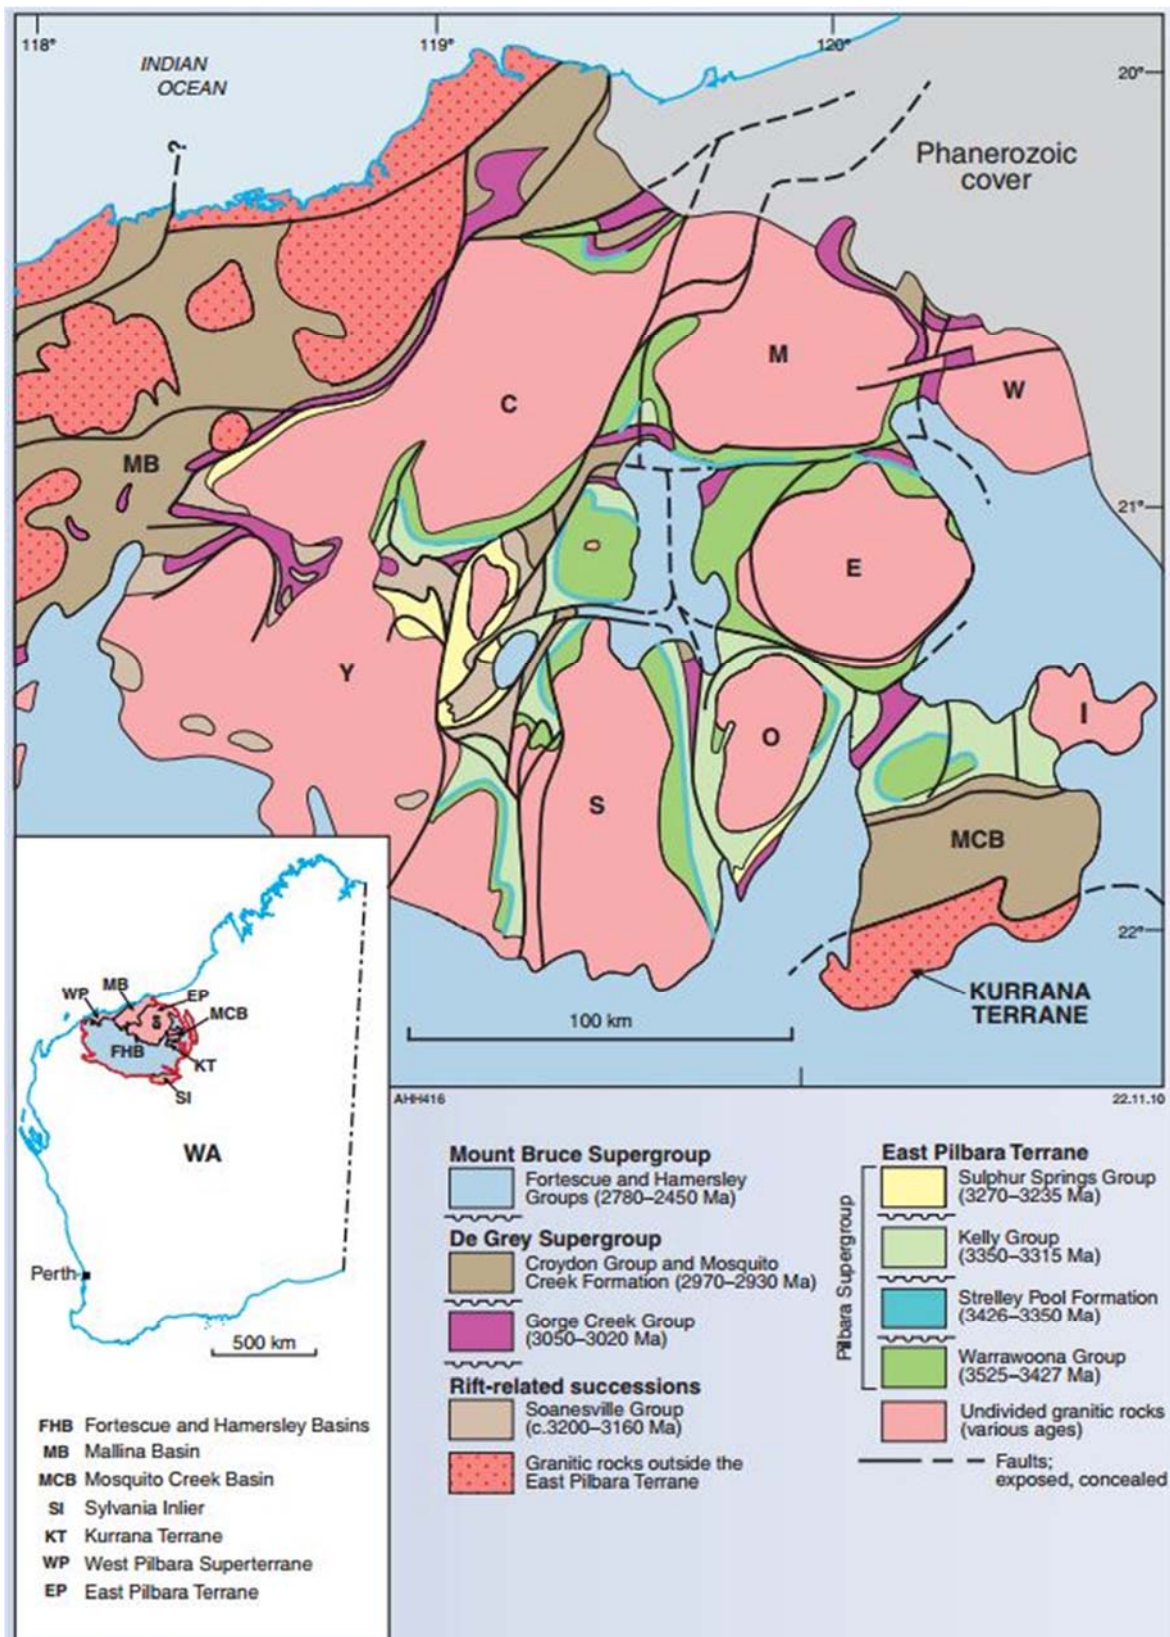 118°
119°
120°
INDIAN
OCEAN
20°
?
Phanerozoic
cover
M
C
W
MB
21°
E
Y
I
O
S
MCB
22°
KURRANA
TERRANE
100 km
AHH416
22.11.10
MB
WP
EP
MCB
δ
FHB
KT
SI
WA
Perth
500 km
FHB Fortescue and Hamersley Basins
MB Mallina Basin
MCB Mosquito Creek Basin
SI Sylvania Inlier
KT Kurrana Terrane
WP West Pilbara Superterrane
EP East Pilbara Terrane
Mount Bruce Supergroup
Fortescue and Hamersley
Groups (2780–2450 Ma)
De Grey Supergroup
Croydon Group and Mosquito
Creek Formation (2970–2930 Ma)
Gorge Creek Group
(3050–3020 Ma)
Rift-related successions
Soanesville Group
(c.3200–3160 Ma)
Granitic rocks outside the
East Pilbara Terrane
East Pilbara Terrane
Pilbara Supergroup
Sulphur Springs Group
(3270–3235 Ma)
Kelly Group
(3350–3315 Ma)
Strelley Pool Formation
(3426–3350 Ma)
Warrawoona Group
(3525–3427 Ma)
Undivided granitic rocks
(various ages)
Faults;
exposed, concealed